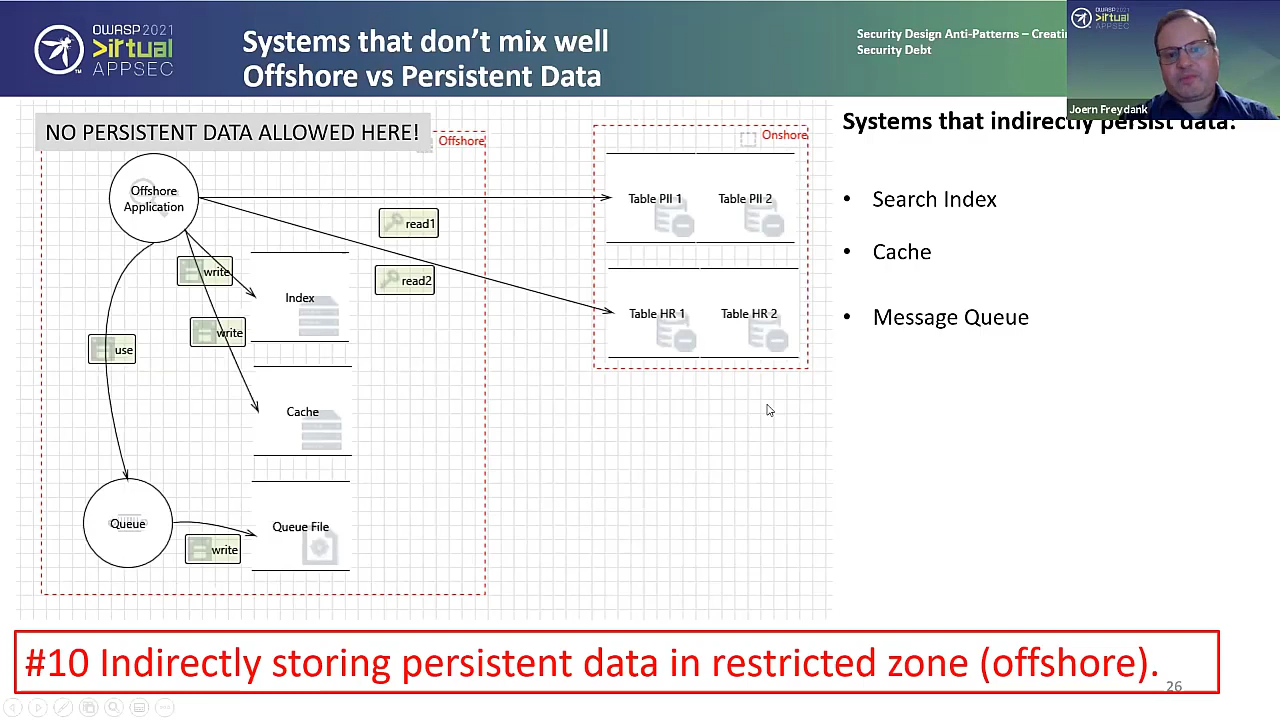 OWASP 2021
Virtual
APPSEC
Systems that don't mix well
Offshore vs Persistent Data
Security Design Anti-Patterns – Creatin
Security Debt
OWASP 2021
Virtual
APPSEC
Joern Freydank
NO PERSISTENT DATA ALLOWED HERE!
Offshore
Onshore
Offshore
Application
Table PII 1
Table PII 2
read1
write
read2
Index
Table HR 1
Table HR 2
write
use
Cache
Queue
Queue File
write
Systems that indirectly persist data:
• Search Index
• Cache
• Message Queue
#10 Indirectly storing persistent data in restricted zone (offshore).
26